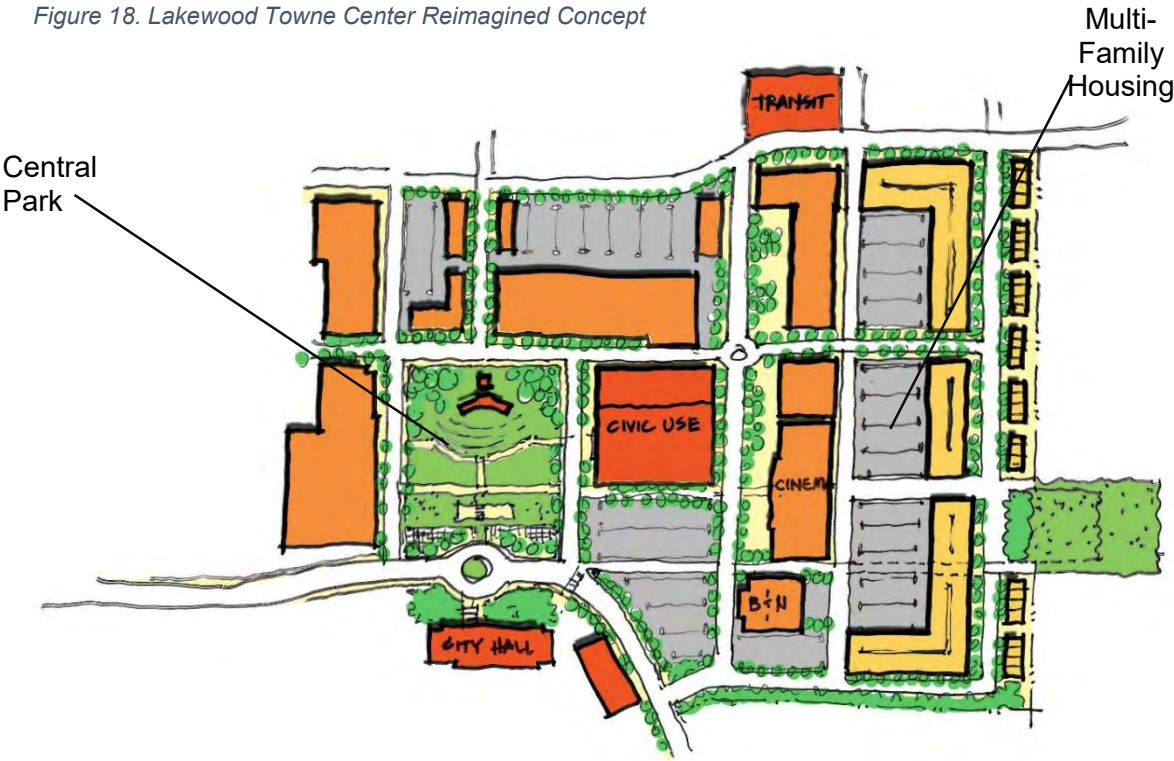 Figure 18. Lakewood Towne Center Reimagined Concept
Multi-
Family
Housing
TRANSIT
Central
Park
CIVIC USE
CINEMA
B+N
CITY HALL